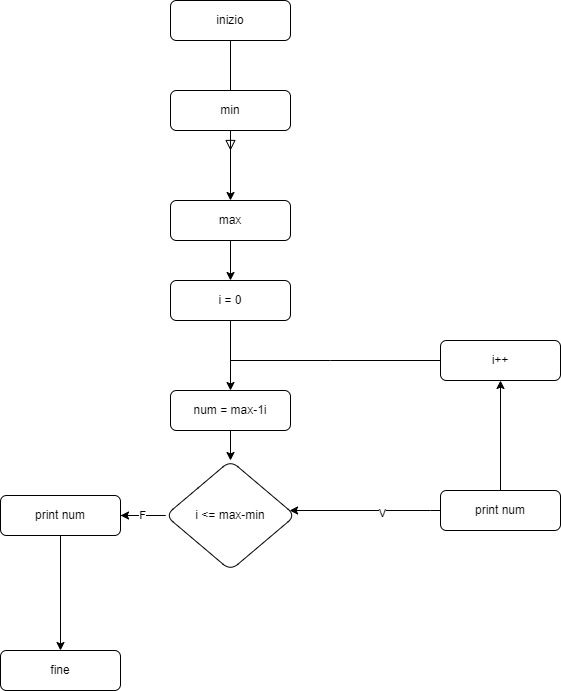 inizio
min
max
i = 0
i++
num = max-1i
print num
F
i <= max-min
V
print num
fine